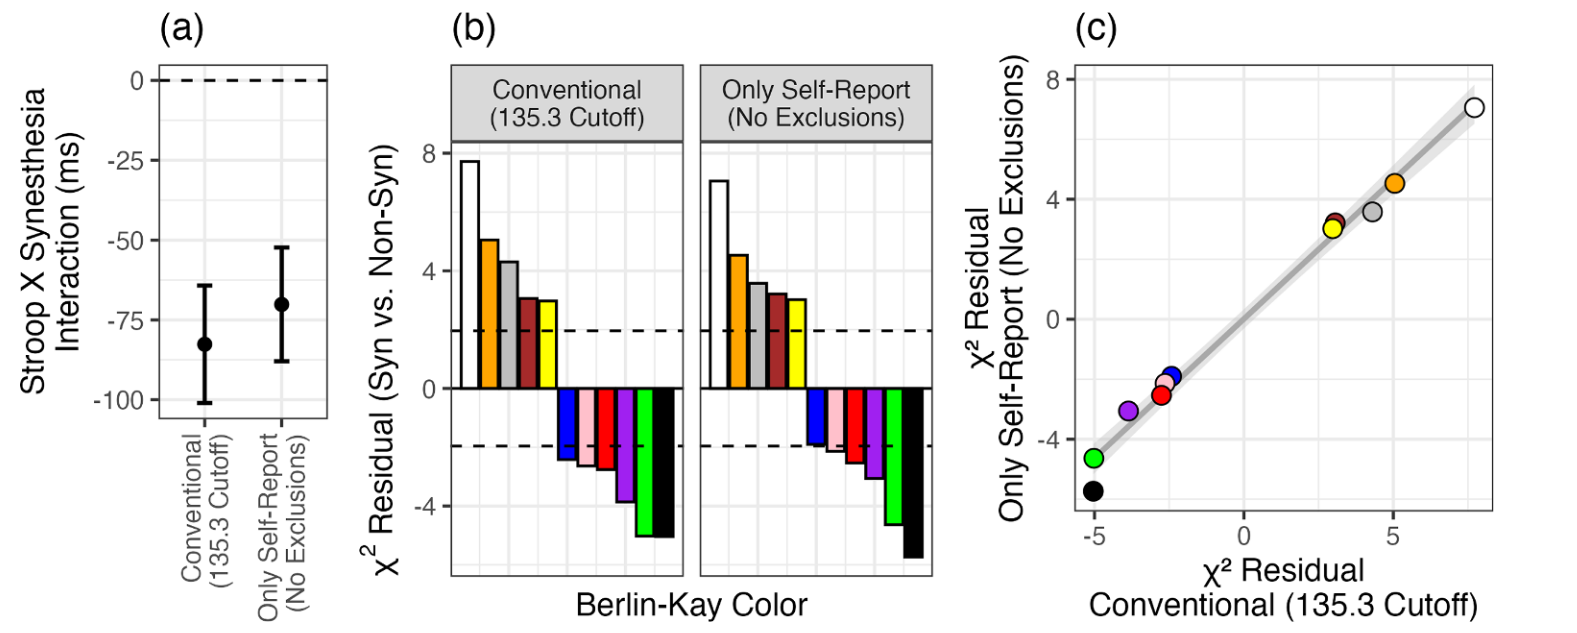 (a)
Stroop X Synesthesia
Interaction (ms)
0
-25
-50
-75
-100
Conventional
(135.3 Cutoff)
Only Self-Report
(No Exclusions)
(b)
Conventional
(135.3 Cutoff)
Only Self-Report
(No Exclusions)
χ² Residual (Syn vs. Non-Syn)
8
4
0
-4
Berlin-Kay Color
(c)
χ² Residual
Only Self-Report (No Exclusions)
8
4
0
-4
-5
0
5
χ² Residual
Conventional (135.3 Cutoff)